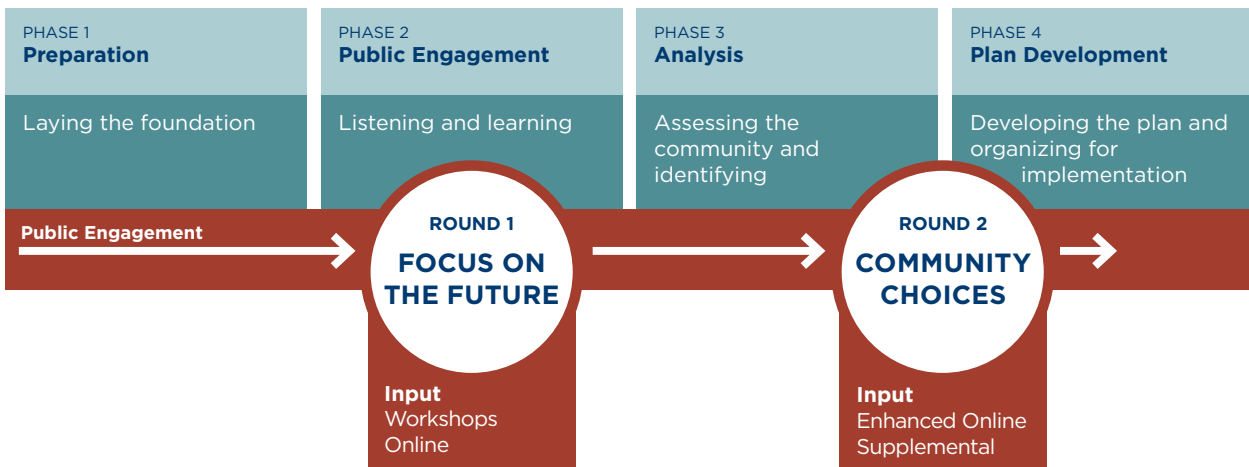 PHASE 1
Preparation
Laying the foundation
PHASE 2
Public Engagement
Listening and learning
PHASE 3
Analysis
Assessing the
community and
identifying
PHASE 4
Plan Development
Developing the plan and
organizing for
implementation
Public Engagement
ROUND 1
FOCUS ON
THE FUTURE
Input
Workshops
Online
ROUND 2
COMMUNITY
CHOICES
Input
Enhanced Online
Supplemental